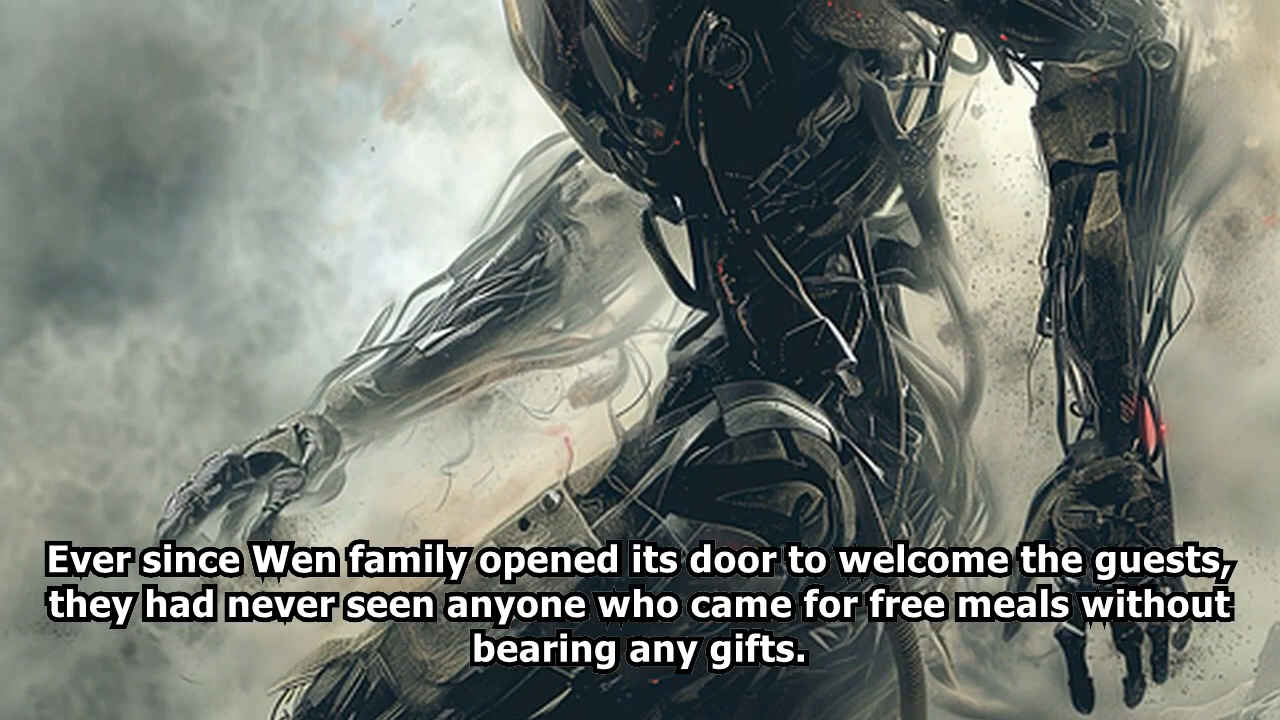 Ever since Wen family opened its door to welcome the guests,
they had never seen anyone who came for free meals without
bearing any gifts.